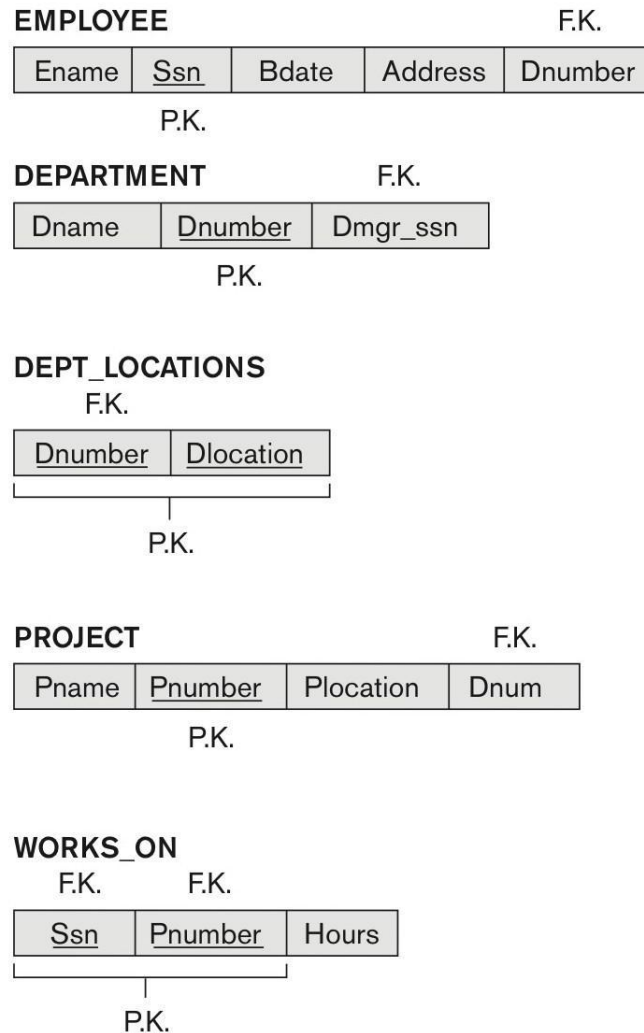 EMPLOYEE F.K.
Ename Ssn Bdate Address Dnumber
P.K.
DEPARTMENT F.K.
Dname Dnumber Dmgr_ssn
P.K.
DEPT_LOCATIONS
F.K.
Dnumber Dlocation
P.K.
PROJECT F.K.
Pname Pnumber Plocation Dnum
P.K.
WORKS_ON
F.K. F.K.
Ssn Pnumber Hours
P.K.